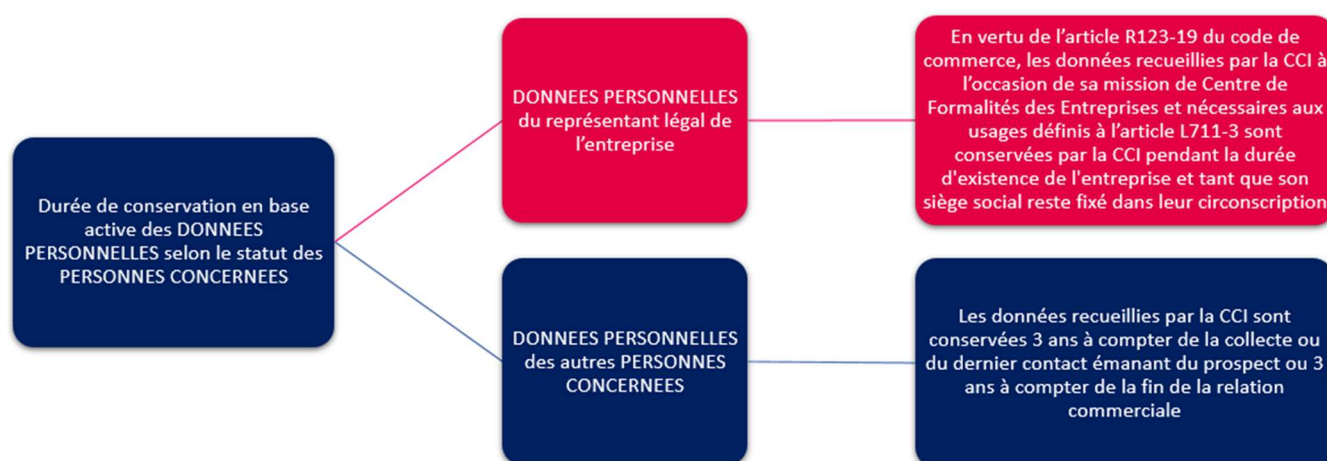 Durée de conservation en base
active des DONNEES
PERSONNELLES selon le statut des
PERSONNES CONCERNEES
DONNEES PERSONNELLES
du représentant légal de
l’entreprise
En vertu de l’article R123-19 du code de
commerce, les données recueillies par la CCI à
l’occasion de sa mission de Centre de
Formalités des Entreprises et nécessaires aux
usages définis à l’article L711-3 sont
conservées par la CCI pendant la durée
d'existence de l'entreprise et tant que son
siège social reste fixé dans leur circonscription
DONNEES PERSONNELLES
des autres PERSONNES
CONCERNEES
Les données recueillies par la CCI sont
conservées 3 ans à compter de la collecte ou
du dernier contact émanant du prospect ou 3
ans à compter de la fin de la relation
commerciale